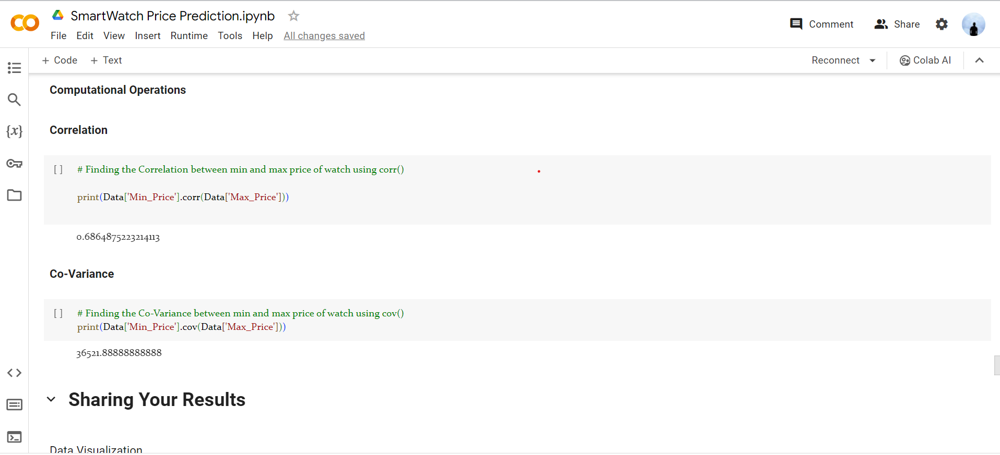 SmartWatch Price Prediction.ipynb
File Edit View Insert Runtime Tools Help All changes saved
Comment Share
+ Code + Text
Reconnect Colab AI
Computational Operations
Correlation
[ ] # Finding the Correlation between min and max price of watch using corr()
print(Data['Min_Price'].corr(Data['Max_Price']))
0.6864875223214113
Co-Variance
[ ] # Finding the Co-Variance between min and max price of watch using cov()
print(Data['Min_Price'].cov(Data['Max_Price']))
36521.88888888888
Sharing Your Results
Data Visualization